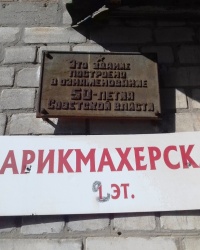 Это здание
построено
в ознаменование
50-летия
Советской власти
АРИКМАХЕРСК
2 ЭТ.